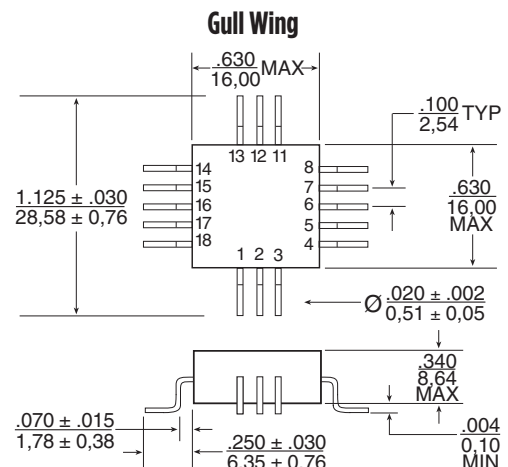 Gull Wing
.630
16,00
MAX
.100
2,54
TYP
13 12 11
14
15
16
17
18
8
7
6
5
4
1 2 3
1.125 ± .030
28,58 ± 0,76
.630
16.00
MAX
Ø .020 ± .002
0,51 ± 0,05
.340
8,64
MAX
.070 ± .015
1,78 ± 0,38
.250 ± .030
6,35 ± 0,76
.004
0,10
MIN